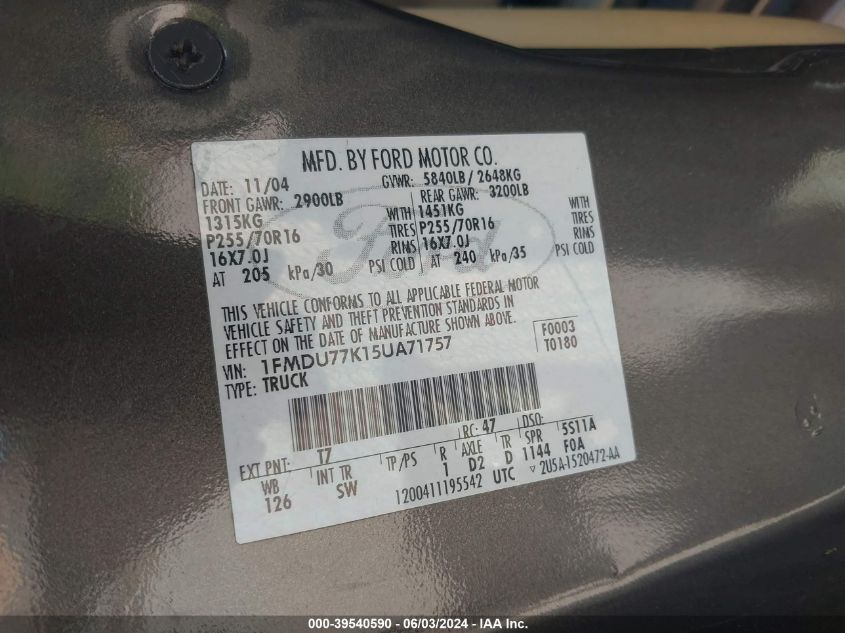 MFD. BY FORD MOTOR CO.
DATE: 11/04 GVWR: 5840LB/ 2648KG
FRONT GAWR: 2900LB REAR GAWR: 3200LB
1315KG WITH 1451KG WITH
P255/70R16 TIRES P255/70R16 TIRES
16X7.0J RIMS 16X7.0J RIMS
AT 205 kPa/30 PSI COLD AT 240 kPa/35 PSI COLD
Ford
THIS VEHICLE CONFORMS TO ALL APPLICABLE FEDERAL MOTOR
VEHICLE SAFETY AND THEFT PREVENTION STANDARDS IN
EFFECT ON THE DATE OF MANUFACTURE SHOWN ABOVE.
VIN: 1FMDU77K15UA71757 F0003
TYPE: TRUCK T0180
RC: 47 DSO:
EXT PNT: T7 5S11A
WB INT TR TP/PS R AXLE TR SPR FOA
126 SW 1 D2 D 1144
1200411195542 UTC ▽ 2U5A-1520472-AA
000-39540590 - 06/03/2024 - IAA Inc.